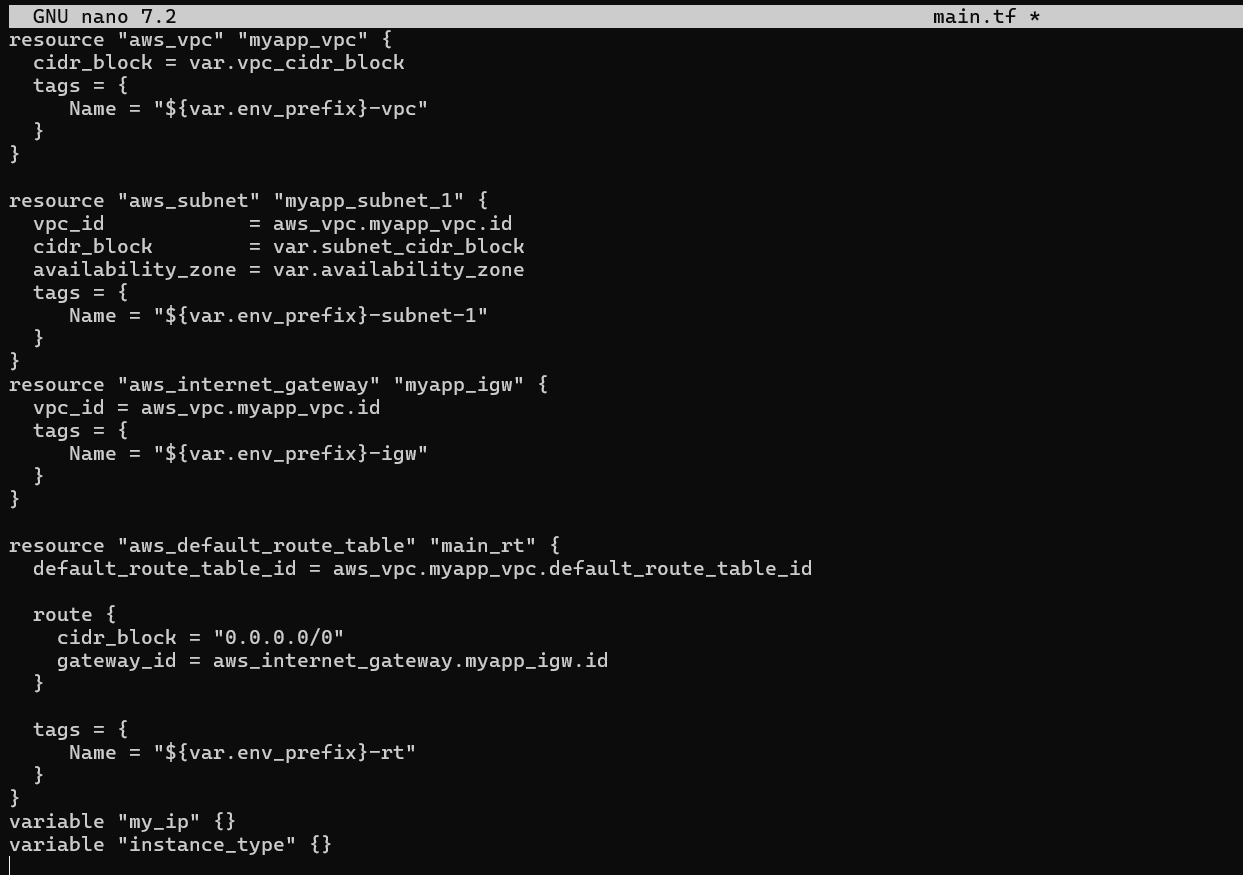 GNU nano 7.2 main.tf *
resource "aws_vpc" "myapp_vpc" {
  cidr_block = var.vpc_cidr_block
  tags = {
     Name = "${var.env_prefix}-vpc"
  }
}

resource "aws_subnet" "myapp_subnet_1" {
  vpc_id            = aws_vpc.myapp_vpc.id
  cidr_block        = var.subnet_cidr_block
  availability_zone = var.availability_zone
  tags = {
     Name = "${var.env_prefix}-subnet-1"
  }
}
resource "aws_internet_gateway" "myapp_igw" {
  vpc_id = aws_vpc.myapp_vpc.id
  tags = {
     Name = "${var.env_prefix}-igw"
  }
}

resource "aws_default_route_table" "main_rt" {
  default_route_table_id = aws_vpc.myapp_vpc.default_route_table_id

  route {
    cidr_block = "0.0.0.0/0"
    gateway_id = aws_internet_gateway.myapp_igw.id
  }

  tags = {
     Name = "${var.env_prefix}-rt"
  }
}
variable "my_ip" {}
variable "instance_type" {}